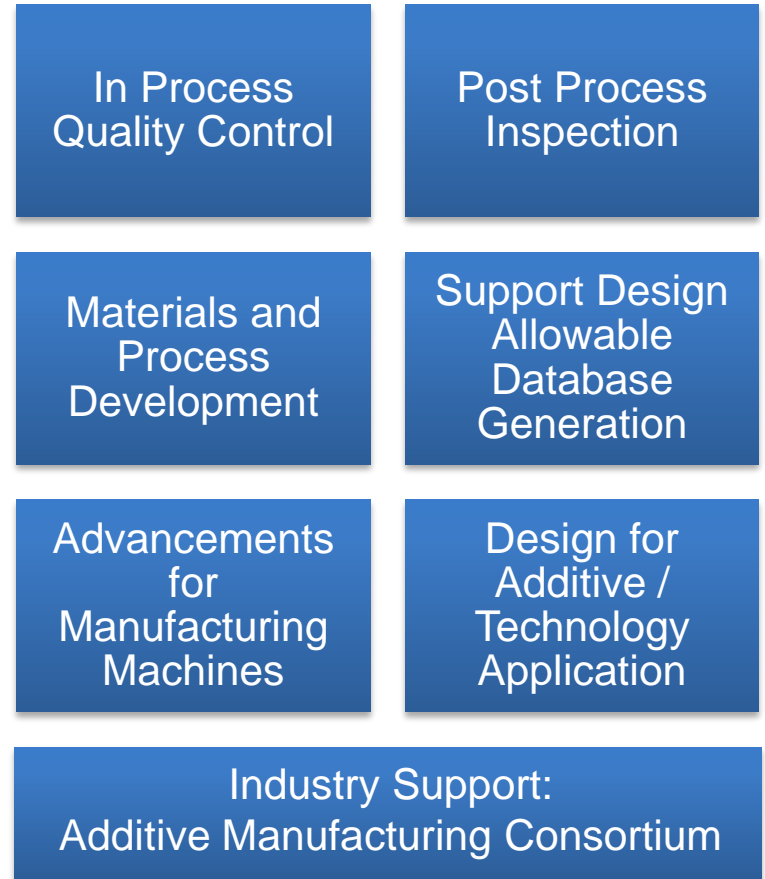 In Process
Quality Control
Post Process
Inspection
Materials and
Process
Development
Support Design
Allowable
Database
Generation
Advancements
for
Manufacturing
Machines
Design for
Additive /
Technology
Application
Industry Support:
Additive Manufacturing Consortium